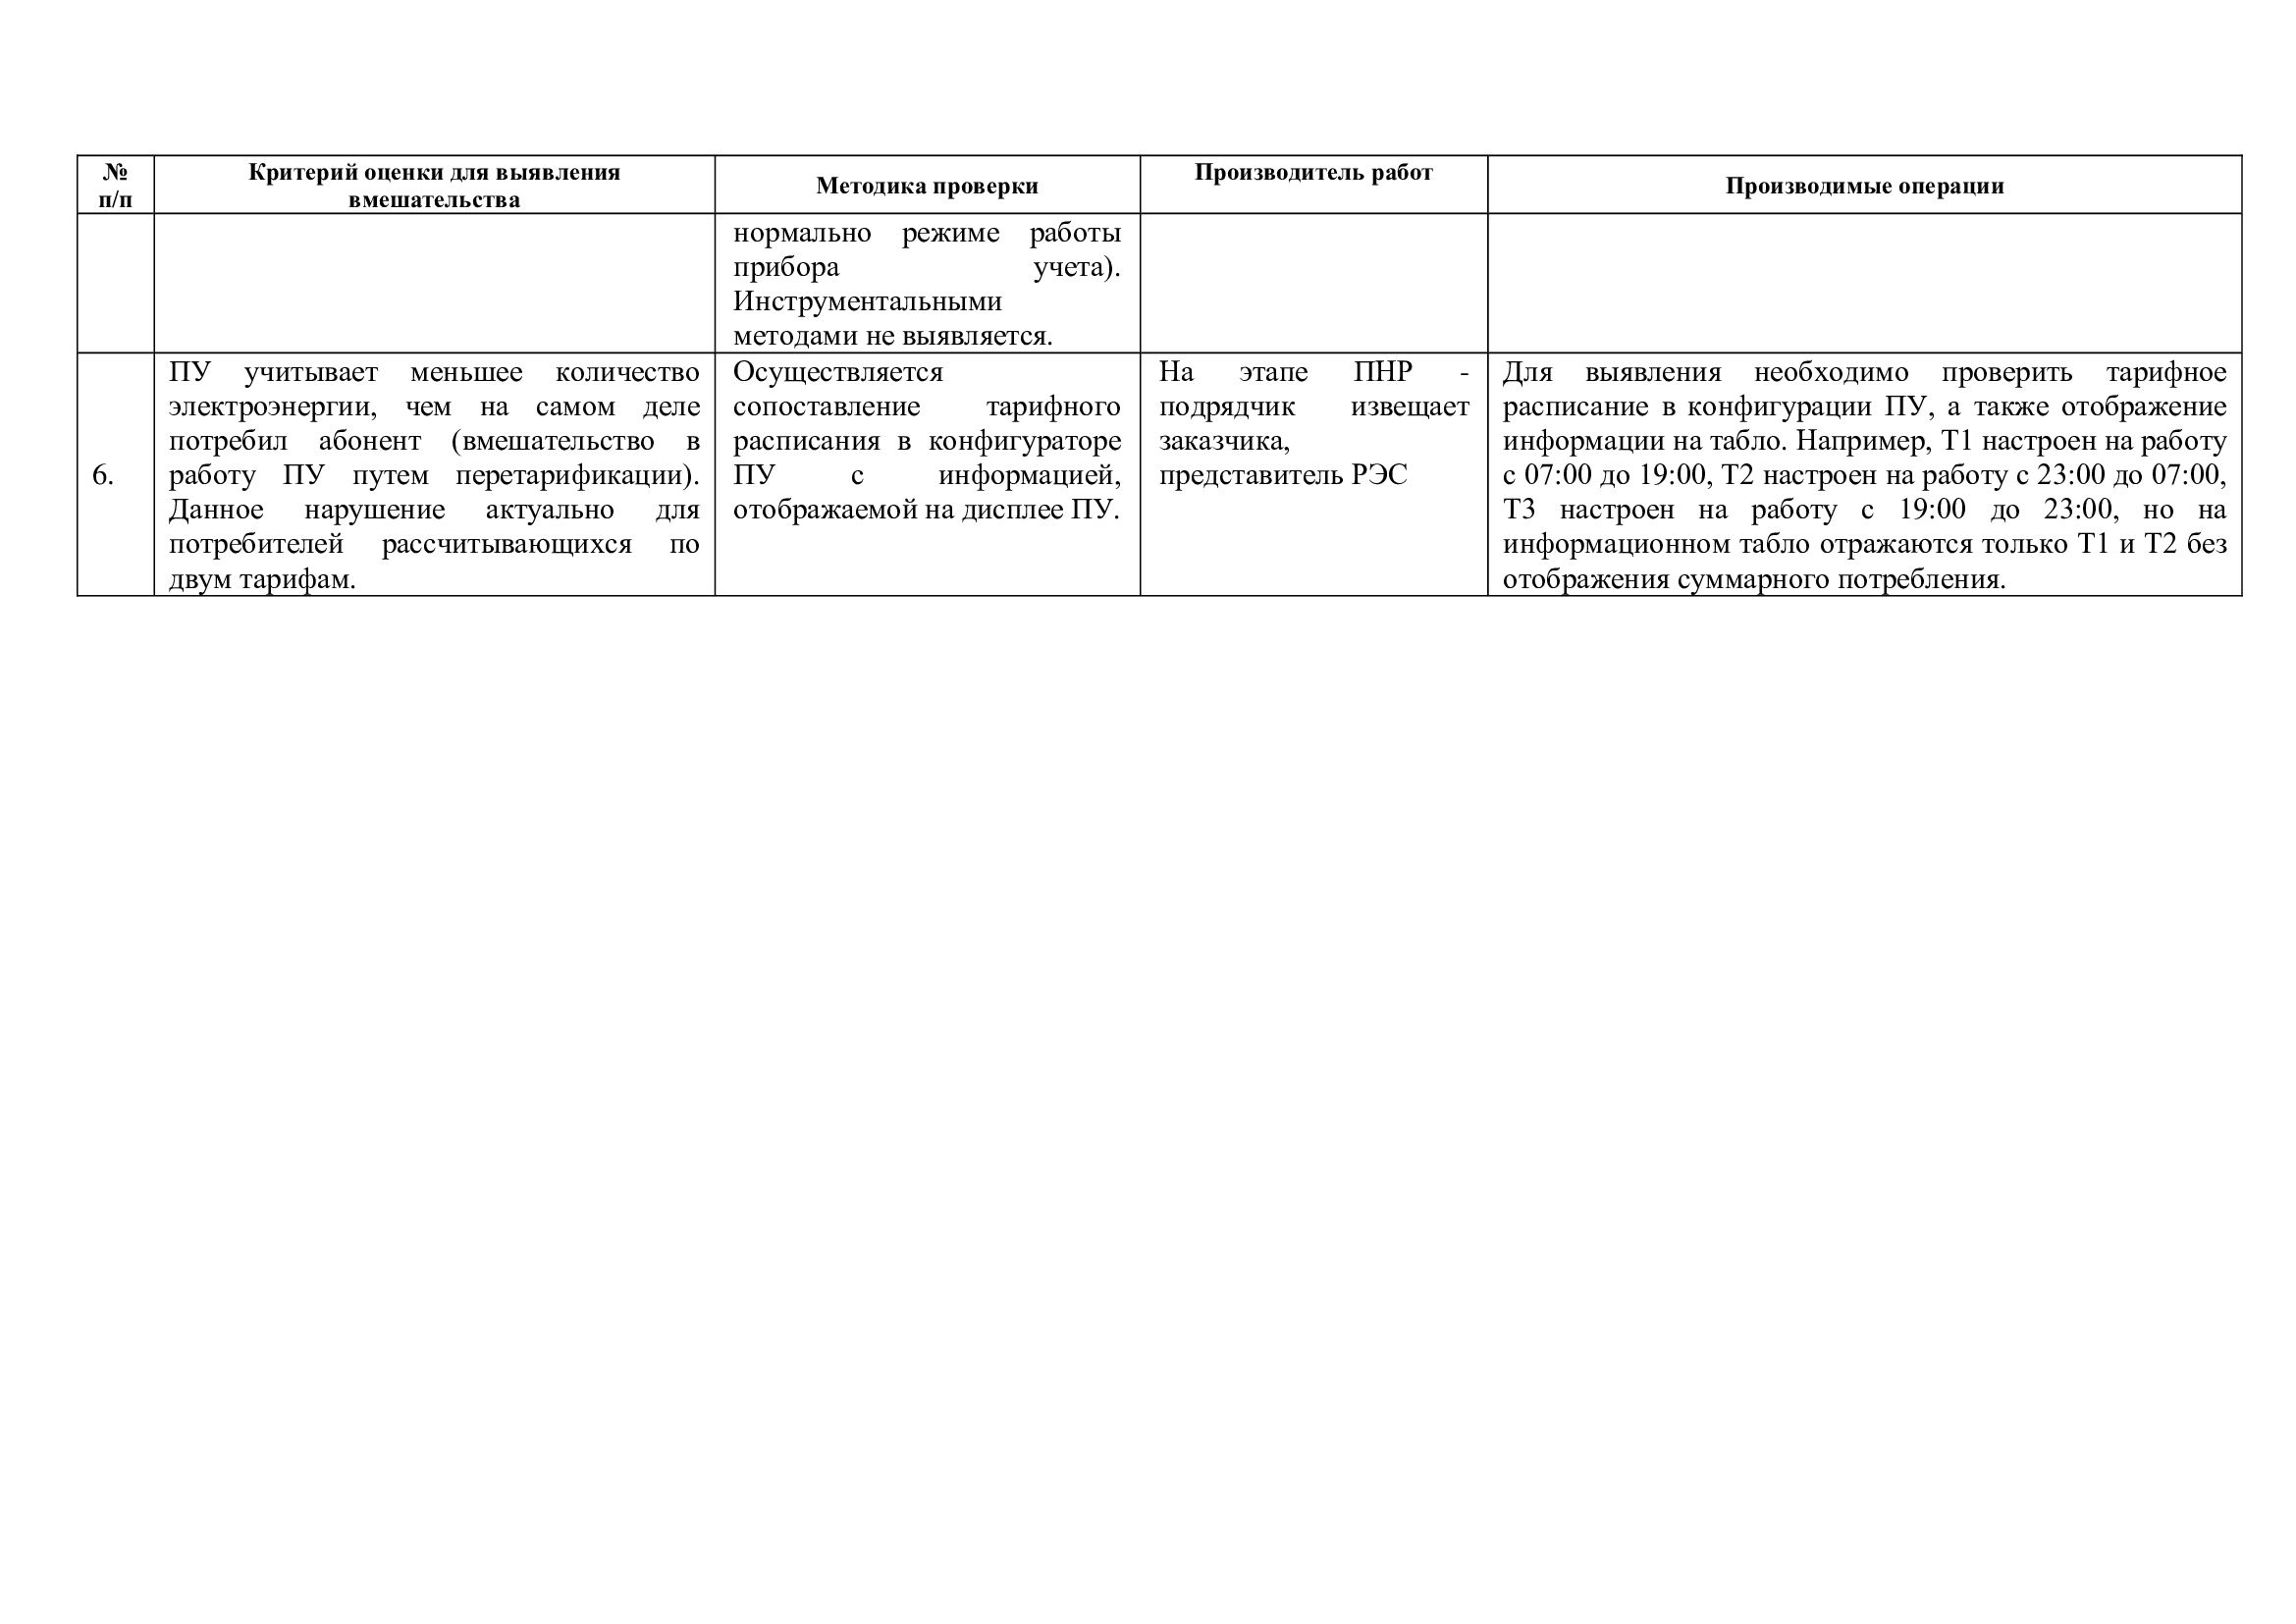 №
п/п
Критерий оценки для выявления
вмешательства
Методика проверки
Производитель работ
Производимые операции
нормально режиме работы
прибора учета).
Инструментальными
методами не выявляется.
6.
ПУ учитывает меньшее количество
электроэнергии, чем на самом деле
потребил абонент (вмешательство в
работу ПУ путем перетарификации).
Данное нарушение актуально для
потребителей рассчитывающихся по
двум тарифам.
Осуществляется
сопоставление тарифного
расписания в конфигураторе
ПУ с информацией,
отображаемой на дисплее ПУ.
На этапе ПНР -
подрядчик извещает
заказчика,
представитель РЭС
Для выявления необходимо проверить тарифное
расписание в конфигурации ПУ, а также отображение
информации на табло. Например, Т1 настроен на работу
с 07:00 до 19:00, Т2 настроен на работу с 23:00 до 07:00,
Т3 настроен на работу с 19:00 до 23:00, но на
информационном табло отражаются только Т1 и Т2 без
отображения суммарного потребления.